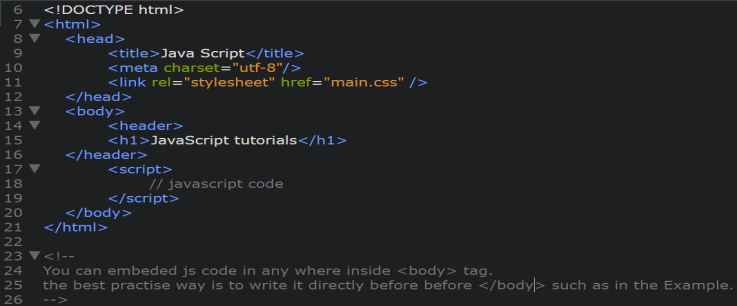 6 <!DOCTYPE html>
7 <html>
8 <head>
9 <title>Java Script</title>
10 <meta charset="utf-8"/>
11 <link rel="stylesheet" href="main.css" />
12 </head>
13 <body>
14 <header>
15 <h1>JavaScript tutorials</h1>
16 </header>
17 <script>
18 // javascript code
19 </script>
20 </body>
21 </html>
22
23 <!--
24 You can embeded js code in any where inside <body> tag.
25 the best practise way is to write it directly before before </body> such as in the Example.
26 -->